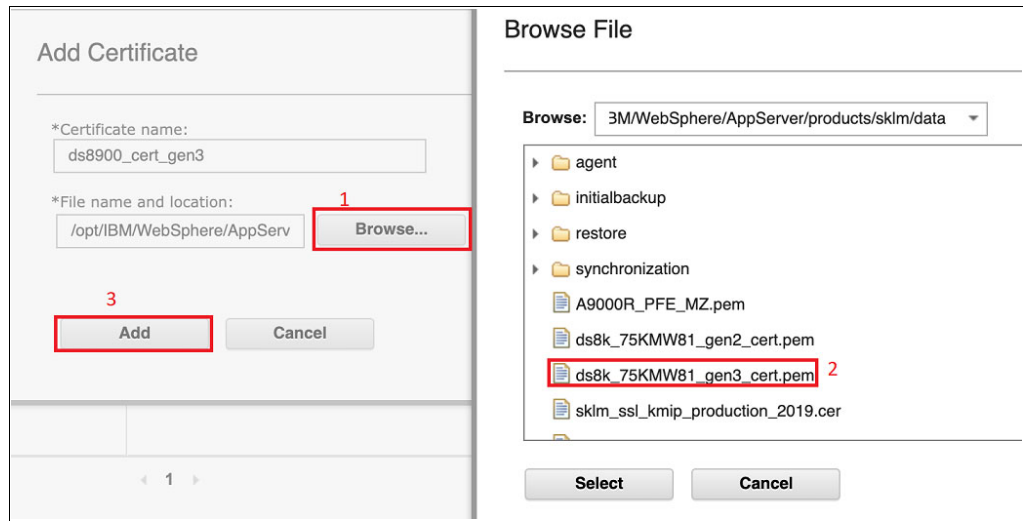 Add Certificate
*Certificate name:
ds8900_cert_gen3
*File name and location:
1
/opt/IBM/WebSphere/AppServ
Browse...
3
Add
Cancel
1
Browse File
Browse:
3M/WebSphere/AppServer/products/sklm/data
agent
initialbackup
restore
synchronization
A9000R_PFE_MZ.pem
ds8k_75KMW81_gen2_cert.pem
ds8k_75KMW81_gen3_cert.pem
2
sklm_ssl_kmip_production_2019.cer
Select
Cancel